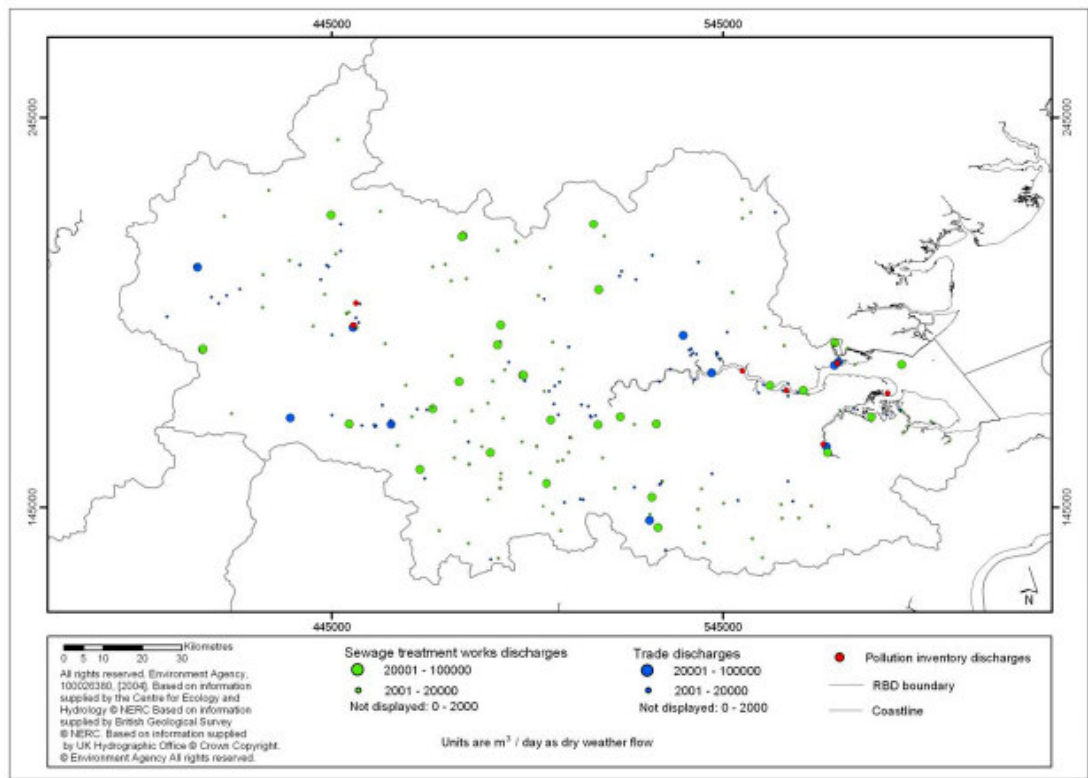 445000
545000
245000
245000
145000
145000
N
445000
545000
Kilometres
0 5 10 20 30
All rights reserved. Environment Agency,
100026380, [2004]. Based on information
supplied by the Centre for Ecology and
Hydrology © NERC Based on information
supplied by British Geological Survey
© NERC. Based on information supplied
by UK Hydrographic Office © Crown Copyright.
© Environment Agency All rights reserved.
Sewage treatment works discharges
20001 - 100000
2001 - 20000
Not displayed: 0 - 2000
Trade discharges
20001 - 100000
2001 - 20000
Not displayed: 0 - 2000
Pollution inventory discharges
RBD boundary
Coastline
Units are m³ / day as dry weather flow